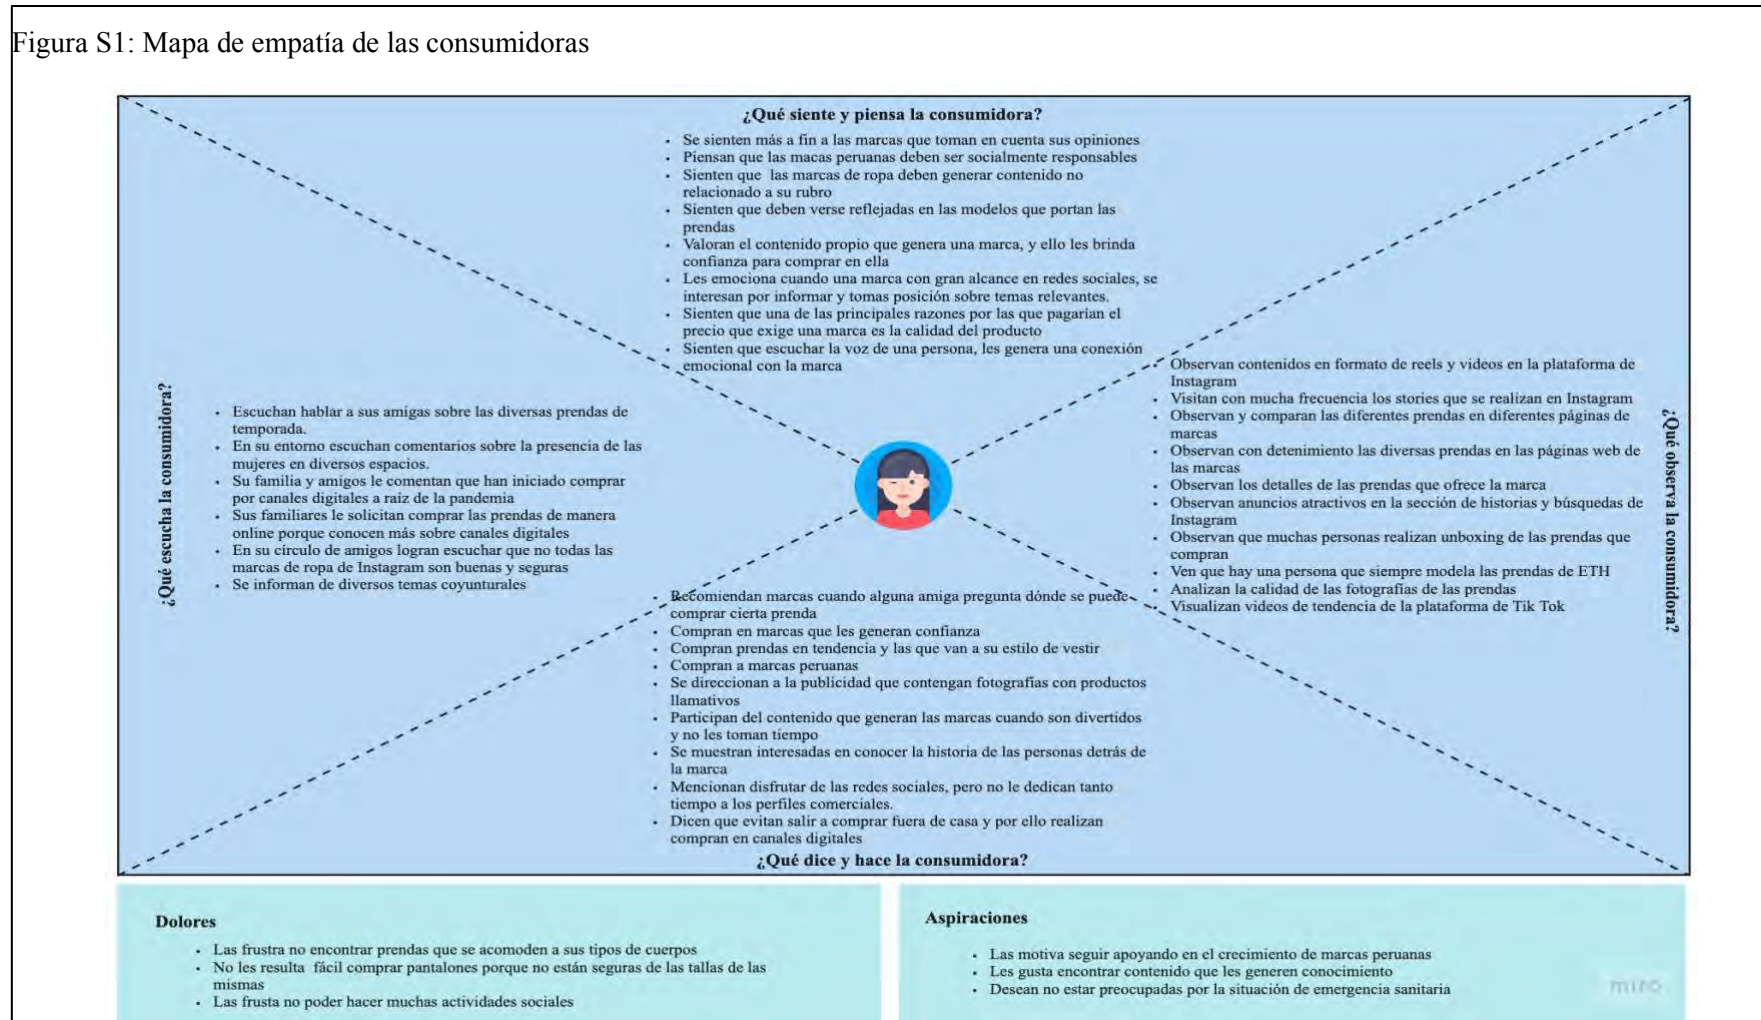 Figura S1: Mapa de empatía de las consumidoras
¿Qué siente y piensa la consumidora?
• Se sienten más a fin a las marcas que toman en cuenta sus opiniones
• Piensan que las macas peruanas deben ser socialmente responsables
• Sienten que las marcas de ropa deben generar contenido no
relacionado a su rubro
• Sienten que deben verse reflejadas en las modelos que portan las
prendas
• Valoran el contenido propio que genera una marca, y ello les brinda
confianza para comprar en ella
• Les emociona cuando una marca con gran alcance en redes sociales, se
interesan por informar y tomas posición sobre temas relevantes.
• Sienten que una de las principales razones por las que pagarían el
precio que exige una marca es la calidad del producto
• Sienten que escuchar la voz de una persona, les genera una conexión
emocional con la marca
¿Qué escucha la consumidora?
• Escuchan hablar a sus amigas sobre las diversas prendas de
temporada.
• En su entorno escuchan comentarios sobre la presencia de las
mujeres en diversos espacios.
• Su familia y amigos le comentan que han iniciado comprar
por canales digitales a raíz de la pandemia
• Sus familiares le solicitan comprar las prendas de manera
online porque conocen más sobre canales digitales
• En su círculo de amigos logran escuchar que no todas las
marcas de ropa de Instagram son buenas y seguras
• Se informan de diversos temas coyunturales
• Observan contenidos en formato de reels y videos en la plataforma de
Instagram
• Visitan con mucha frecuencia los stories que se realizan en Instagram
• Observan y comparan las diferentes prendas en diferentes páginas de
marcas
• Observan con detenimiento las diversas prendas en las páginas web de
las marcas
• Observan los detalles de las prendas que ofrece la marca
• Observan anuncios atractivos en la sección de historias y búsquedas de
Instagram
• Observan que muchas personas realizan unboxing de las prendas que
compran
• Ven que hay una persona que siempre modela las prendas de ETH
• Analizan la calidad de las fotografías de las prendas
• Visualizan videos de tendencia de la plataforma de Tik Tok
¿Qué observa la consumidora?
• Recomiendan marcas cuando alguna amiga pregunta dónde se puede
comprar cierta prenda
• Compran en marcas que les generan confianza
• Compran prendas en tendencia y las que van a su estilo de vestir
• Compran a marcas peruanas
• Se direccionan a la publicidad que contengan fotografías con productos
llamativos
• Participan del contenido que generan las marcas cuando son divertidos
y no les toman tiempo
• Se muestran interesadas en conocer la historia de las personas detrás de
la marca
• Mencionan disfrutar de las redes sociales, pero no le dedican tanto
tiempo a los perfiles comerciales.
• Dicen que evitan salir a comprar fuera de casa y por ello realizan
compran en canales digitales
¿Qué dice y hace la consumidora?
Dolores
• Las frustra no encontrar prendas que se acomoden a sus tipos de cuerpos
• No les resulta fácil comprar pantalones porque no están seguras de las tallas de las
mismas
• Las frusta no poder hacer muchas actividades sociales
Aspiraciones
• Las motiva seguir apoyando en el crecimiento de marcas peruanas
• Les gusta encontrar contenido que les generen conocimiento
• Desean no estar preocupadas por la situación de emergencia sanitaria
miro